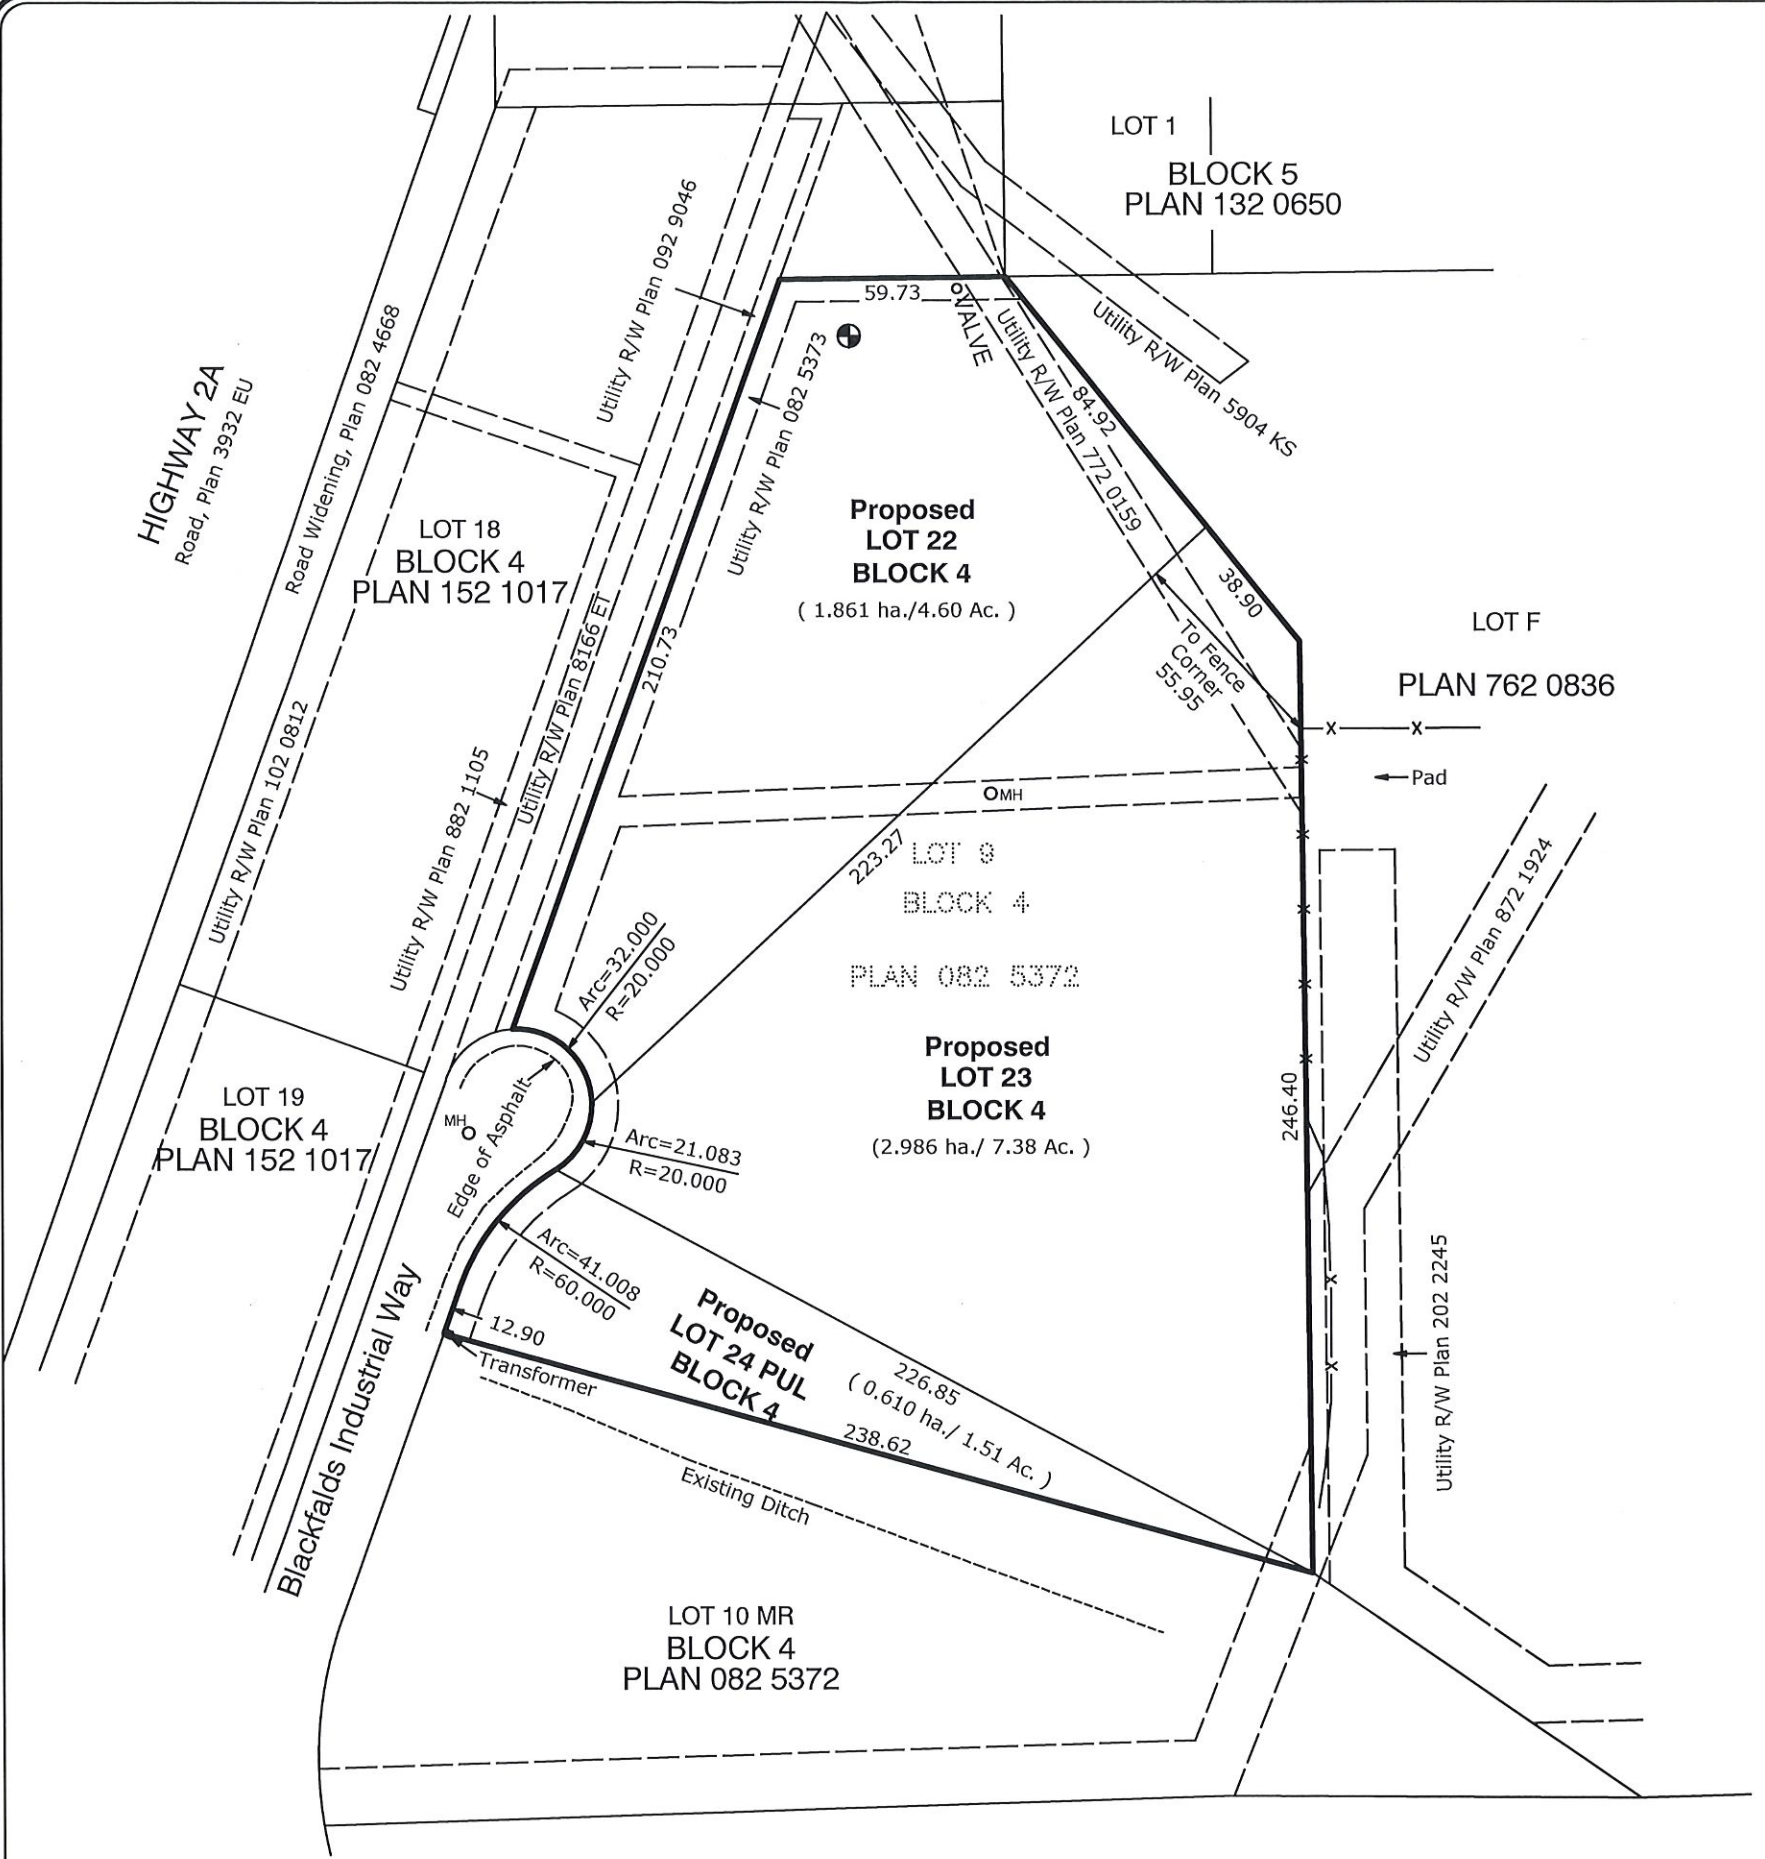 LOT 1
BLOCK 5
PLAN 132 0650
Utility R/W Plan 092 9046
59.73
VALVE
Utility R/W Plan 5904 KS
HIGHWAY 2A
Road, Plan 3932 EU
Road Widening, Plan 082 4668
Utility R/W Plan 082 5373
Utility R/W Plan 772 0159
84.92
LOT 18
BLOCK 4
PLAN 152 1017
Proposed
LOT 22
BLOCK 4
( 1.861 ha./4.60 Ac. )
38.90
To Fence
Corner
55.95
LOT F
PLAN 762 0836
210.73
Utility R/W Plan 8166 ET
Utility R/W Plan 102 0812
Utility R/W Plan 882 1105
x
x
x
Pad
MH
223.27
LOT 9
BLOCK 4
PLAN 082 5372
x
x
x
x
Utility R/W Plan 872 1924
Arc=32.000
R=20.000
Proposed
LOT 23
BLOCK 4
(2.986 ha./ 7.38 Ac. )
246.40
LOT 19
BLOCK 4
PLAN 152 1017
MH
Edge of Asphalt
Arc=21.083
R=20.000
Arc=41.008
R=60.000
12.90
Transformer
Proposed
LOT 24 PUL
BLOCK 4
226.85
( 0.610 ha./ 1.51 Ac. )
238.62
x
x
Utility R/W Plan 202 2245
Existing Ditch
Blackfalds Industrial Way
LOT 10 MR
BLOCK 4
PLAN 082 5372